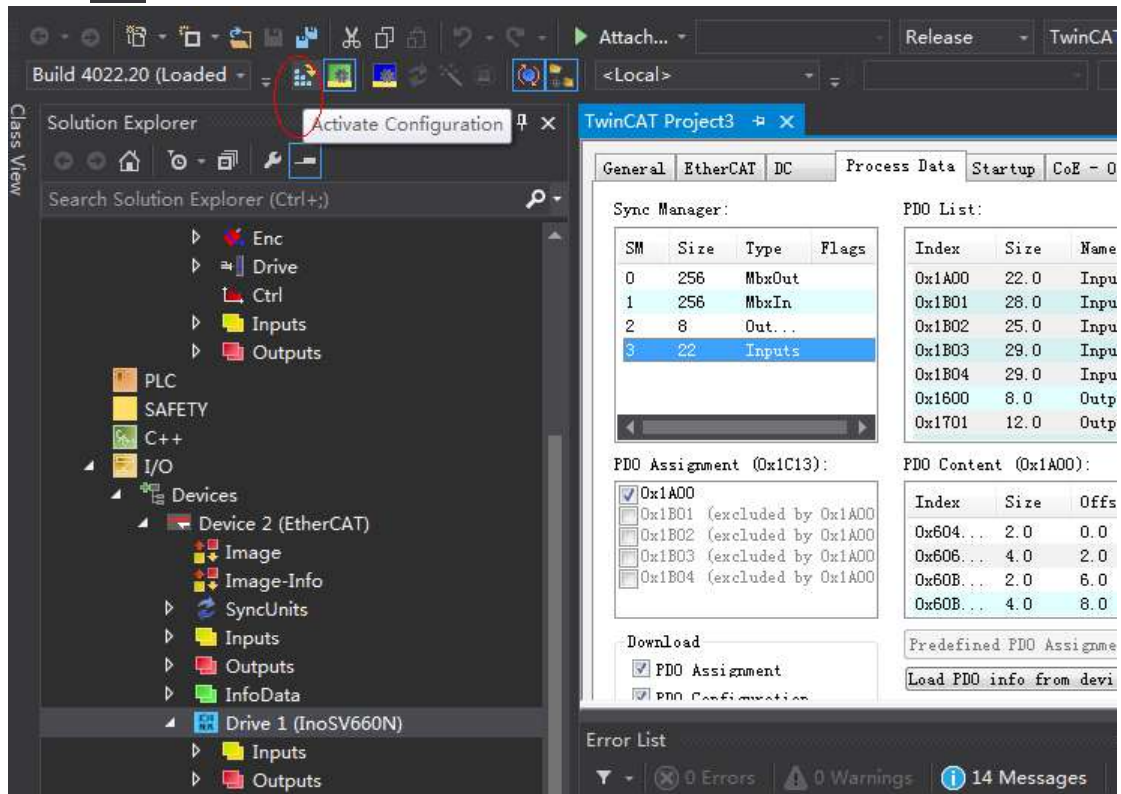 Attach...
Release
TwinCAT
Build 4022.20 (Loaded
<Local>
Class View
Solution Explorer
Activate Configuration
Search Solution Explorer (Ctrl+;)
Enc
Drive
Ctrl
Inputs
Outputs
PLC
SAFETY
C++
I/O
Devices
Device 2 (EtherCAT)
Image
Image-Info
SyncUnits
Inputs
Outputs
InfoData
Drive 1 (InoSV660N)
Inputs
Outputs
TwinCAT Project3
General EtherCAT DC Process Data Startup CoE - O
Sync Manager:
SM Size Type Flags
0 256 MbxOut
1 256 MbxIn
2 8 Out...
3 22 Inputs
PDO List:
Index Size Name
0x1A00 22.0 Inpu
0x1B01 28.0 Inpu
0x1B02 25.0 Inpu
0x1B03 29.0 Inpu
0x1B04 29.0 Inpu
0x1600 8.0 Outp
0x1701 12.0 Outp
PDO Assignment (0x1C13):
0x1A00
0x1B01 (excluded by 0x1A00
0x1B02 (excluded by 0x1A00
0x1B03 (excluded by 0x1A00
0x1B04 (excluded by 0x1A00
PDO Content (0x1A00):
Index Size Offs
0x604... 2.0 0.0
0x606... 4.0 2.0
0x60B... 2.0 6.0
0x60B... 4.0 8.0
Download
PDO Assignment
PDO Configuration
Predefined PDO Assignme
Load PDO info from devi
Error List
0 Errors 0 Warnings 14 Messages